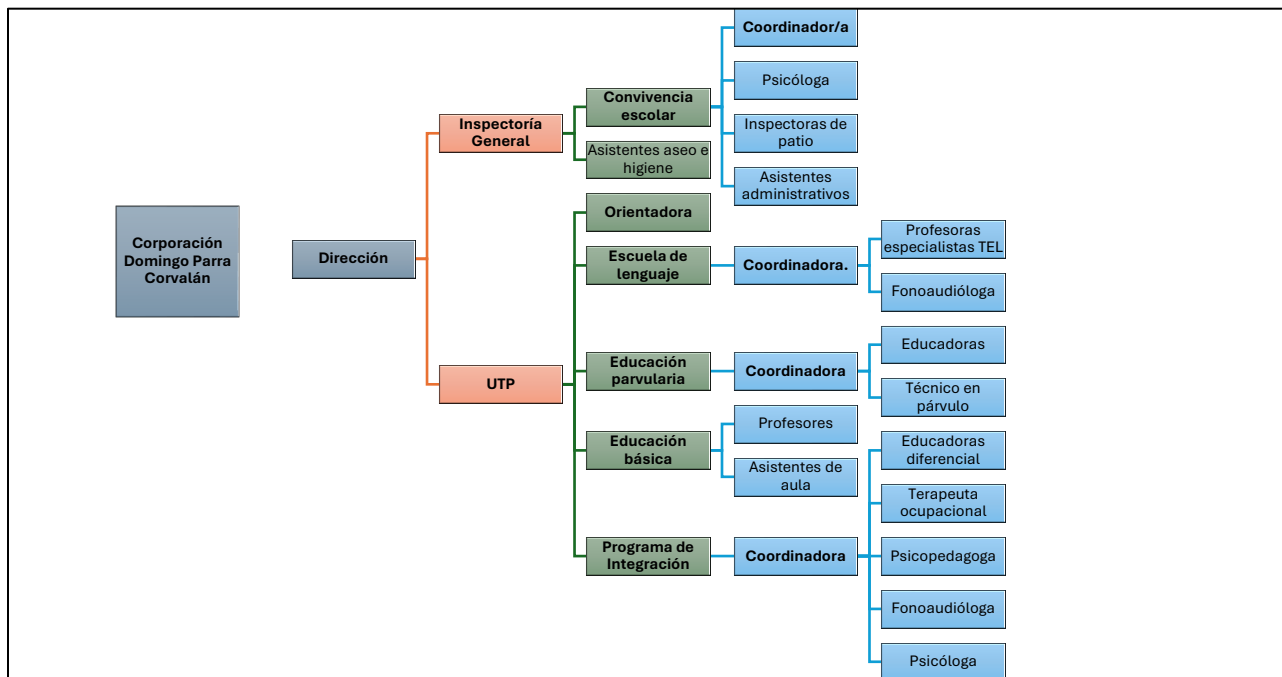 Corporación
Domingo Parra
Corvalán
Dirección
Inspectoría
General
Convivencia
escolar
Coordinador/a
Psicóloga
Inspectoras de
patio
Asistentes
administrativos
Asistentes aseo e
higiene
UTP
Orientadora
Escuela de
lenguaje
Coordinadora.
Profesoras
especialistas TEL
Fonoaudióloga
Educación
parvularia
Coordinadora
Educadoras
Técnico en
párvulo
Educación
básica
Profesores
Asistentes de
aula
Programa de
Integración
Coordinadora
Educadoras
diferencial
Terapeuta
ocupacional
Psicopedagoga
Fonoaudióloga
Psicóloga